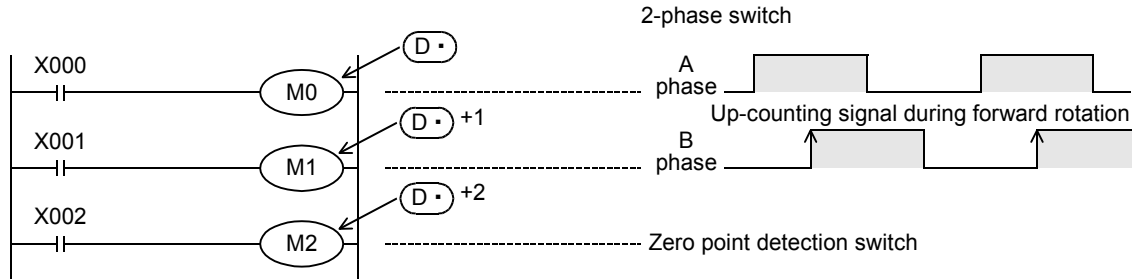 2-phase switch
X000
M0
D·
A
phase
Up-counting signal during forward rotation
X001
M1
D· +1
B
phase
X002
M2
D· +2
Zero point detection switch